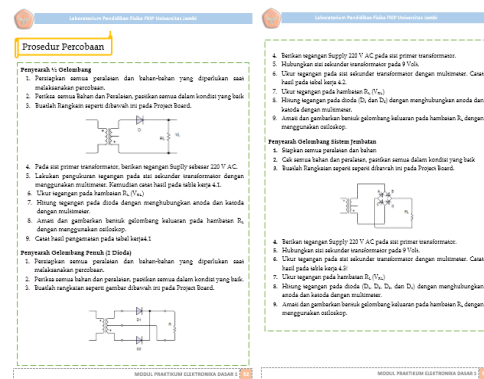 Laboratorium Pendidikan Fisika FKIP Universitas Jambi
Prosedur Percobaan
Penyearah ½ Gelombang
1. Persiapkan semua peralatan dan bahan-bahan yang diperlukan saat
melaksanakan percobaan.
2. Periksa semua Bahan dan Peralatan, pastikan semua dalam kondisi yang baik
3. Buatlah Rangkain seperti dibawah ini pada Project Board.
D
RL
VL
4. Pada sisi primer transformator, berikan tegangan Suplly sebesar 220 V AC.
5. Lakukan pengukuran tegangan pada sisi sekunder transformator dengan
menggunakan multimeter. Kemudian catat hasil pada table kerja 4.1.
6. Ukur tegangan pada hambatan RL (VRL)
7. Hitung tegangan pada dioda dengan menghubungkan anoda dan katoda
dengan multimeter.
8. Amati dan gambarkan bentuk gelombang keluaran pada hambatan RL
dengan menggunakan osiloskop.
9. Catat hasil pengamatan pada tabel kerja4.1
Penyearah Gelombang Penuh (2 Dioda)
1. Persiapkan semua peralatan dan bahan-bahan yang diperlukan saat
melaksanakan percobaan.
2. Periksa semua bahan dan Peralatan, pastikan semua dalam kondisi yang baik.
3. Buatlah rangkaian seperti gambar dibawah ini pada Project Board.
D1
R
D2
MODUL PRAKTIKUM ELEKTRONIKA DASAR 1
Laboratorium Pendidikan Fisika FKIP Universitas Jambi
4. Berikan tegangan Supply 220 V AC pada sisi primer transformator.
5. Hubungkan sisi sekunder transformator pada 9 Volt.
6. Ukur tegangan pada sisi sekunder transformator dengan multimeter. Catat
hasil pada table kerja 4.2.
7. Ukur tegangan pada hambatan RL (VRL)
8. Hitung tegangan pada dioda (D1 dan D2) dengan menghubungkan anoda dan
katoda dengan multimeter.
9. Amati dan gambarkan bentuk gelombang keluaran pada hambatan RL dengan
menggunakan osiloskop.
Penyearah Gelombang Sistem Jembatan
1. Siapkan semua peralatan dan bahan
2. Cek semua bahan dan peralatan, pastikan semua dalam kondisi yang baik
3. Buatlah Rangkaian seperti seperti dibawah ini pada Project Board.
RL
4. Berikan tegangan Supply 220 V AC pada sisi primer transformator.
5. Hubungkan sisi sekunder transformator pada 9 Volt.
6. Ukur tegangan pada sisi sekunder transformator dengan multimeter. Catat
hasil pada table kerja 4.3!
7. Ukur tegangan pada hambatan RL (VRL)
8. Hitung tegangan pada dioda (D1, D2, D3, dan D4) dengan menghubungkan
anoda dan katoda dengan multimeter.
9. Amati dan gambarkan bentuk gelombang keluaran pada hambatan RL dengan
menggunakan osiloskop.
MODUL PRAKTIKUM ELEKTRONIKA DASAR 1